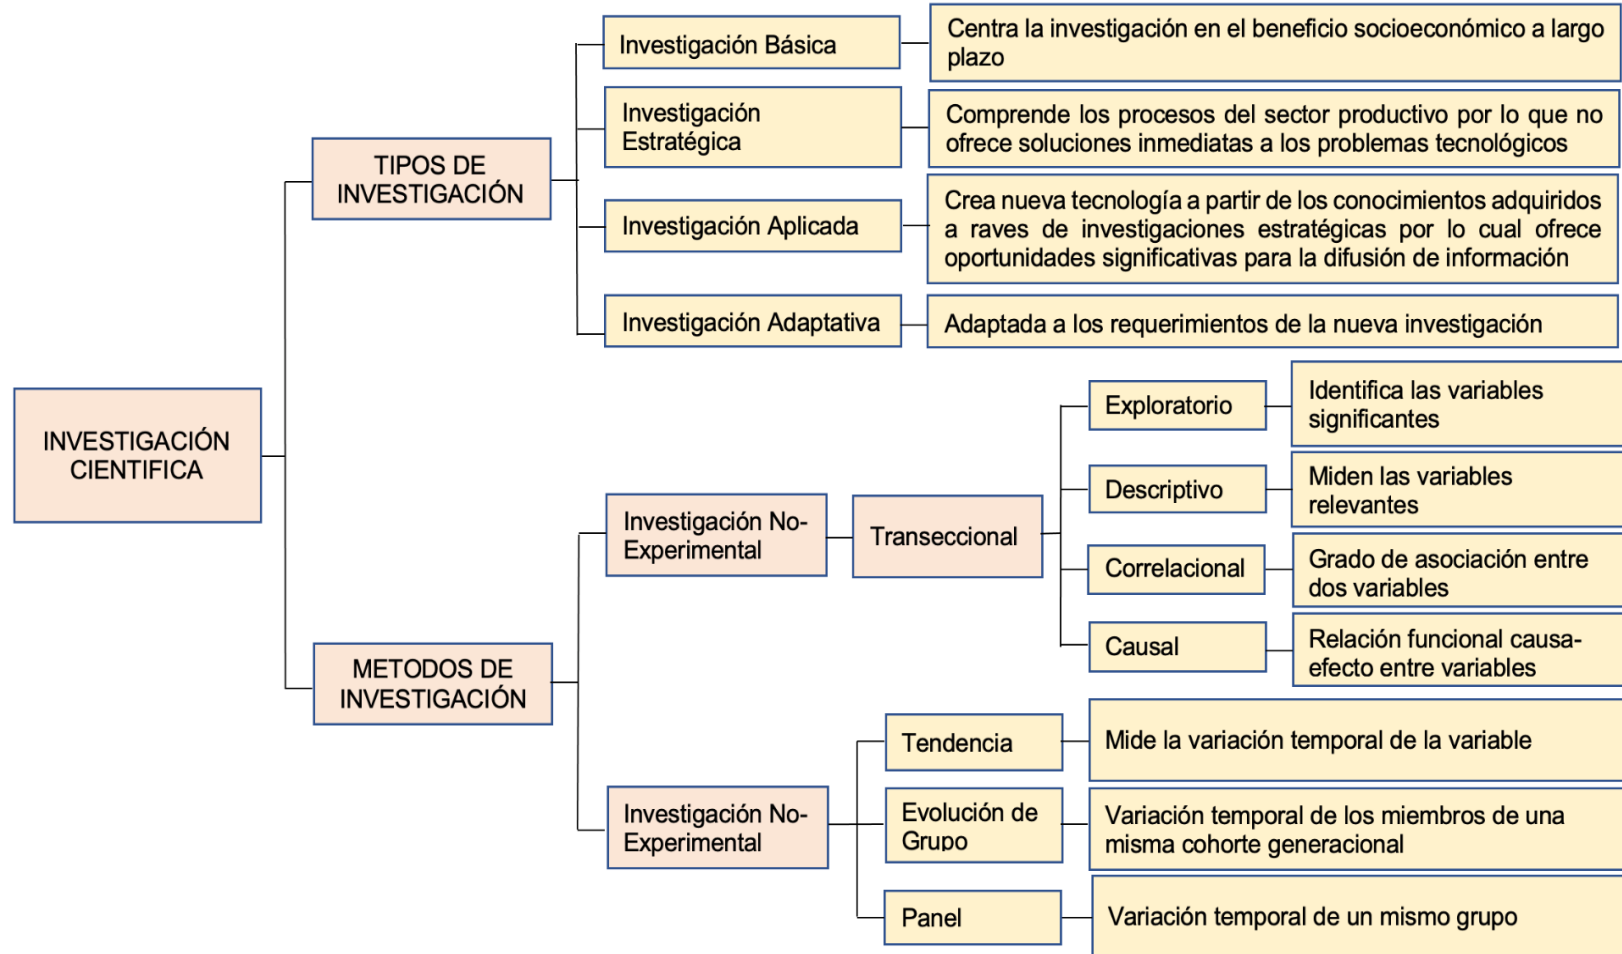 INVESTIGACIÓN
CIENTIFICA
TIPOS DE
INVESTIGACIÓN
Investigación Básica
Centra la investigación en el beneficio socioeconómico a largo
plazo
Investigación
Estratégica
Comprende los procesos del sector productivo por lo que no
ofrece soluciones inmediatas a los problemas tecnológicos
Investigación Aplicada
Crea nueva tecnología a partir de los conocimientos adquiridos
a raves de investigaciones estratégicas por lo cual ofrece
oportunidades significativas para la difusión de información
Investigación Adaptativa
Adaptada a los requerimientos de la nueva investigación
METODOS DE
INVESTIGACIÓN
Investigación No-
Experimental
Transeccional
Exploratorio
Identifica las variables
significantes
Descriptivo
Miden las variables
relevantes
Correlacional
Grado de asociación entre
dos variables
Causal
Relación funcional causa-
efecto entre variables
Investigación No-
Experimental
Tendencia
Mide la variación temporal de la variable
Evolución de
Grupo
Variación temporal de los miembros de una
misma cohorte generacional
Panel
Variación temporal de un mismo grupo